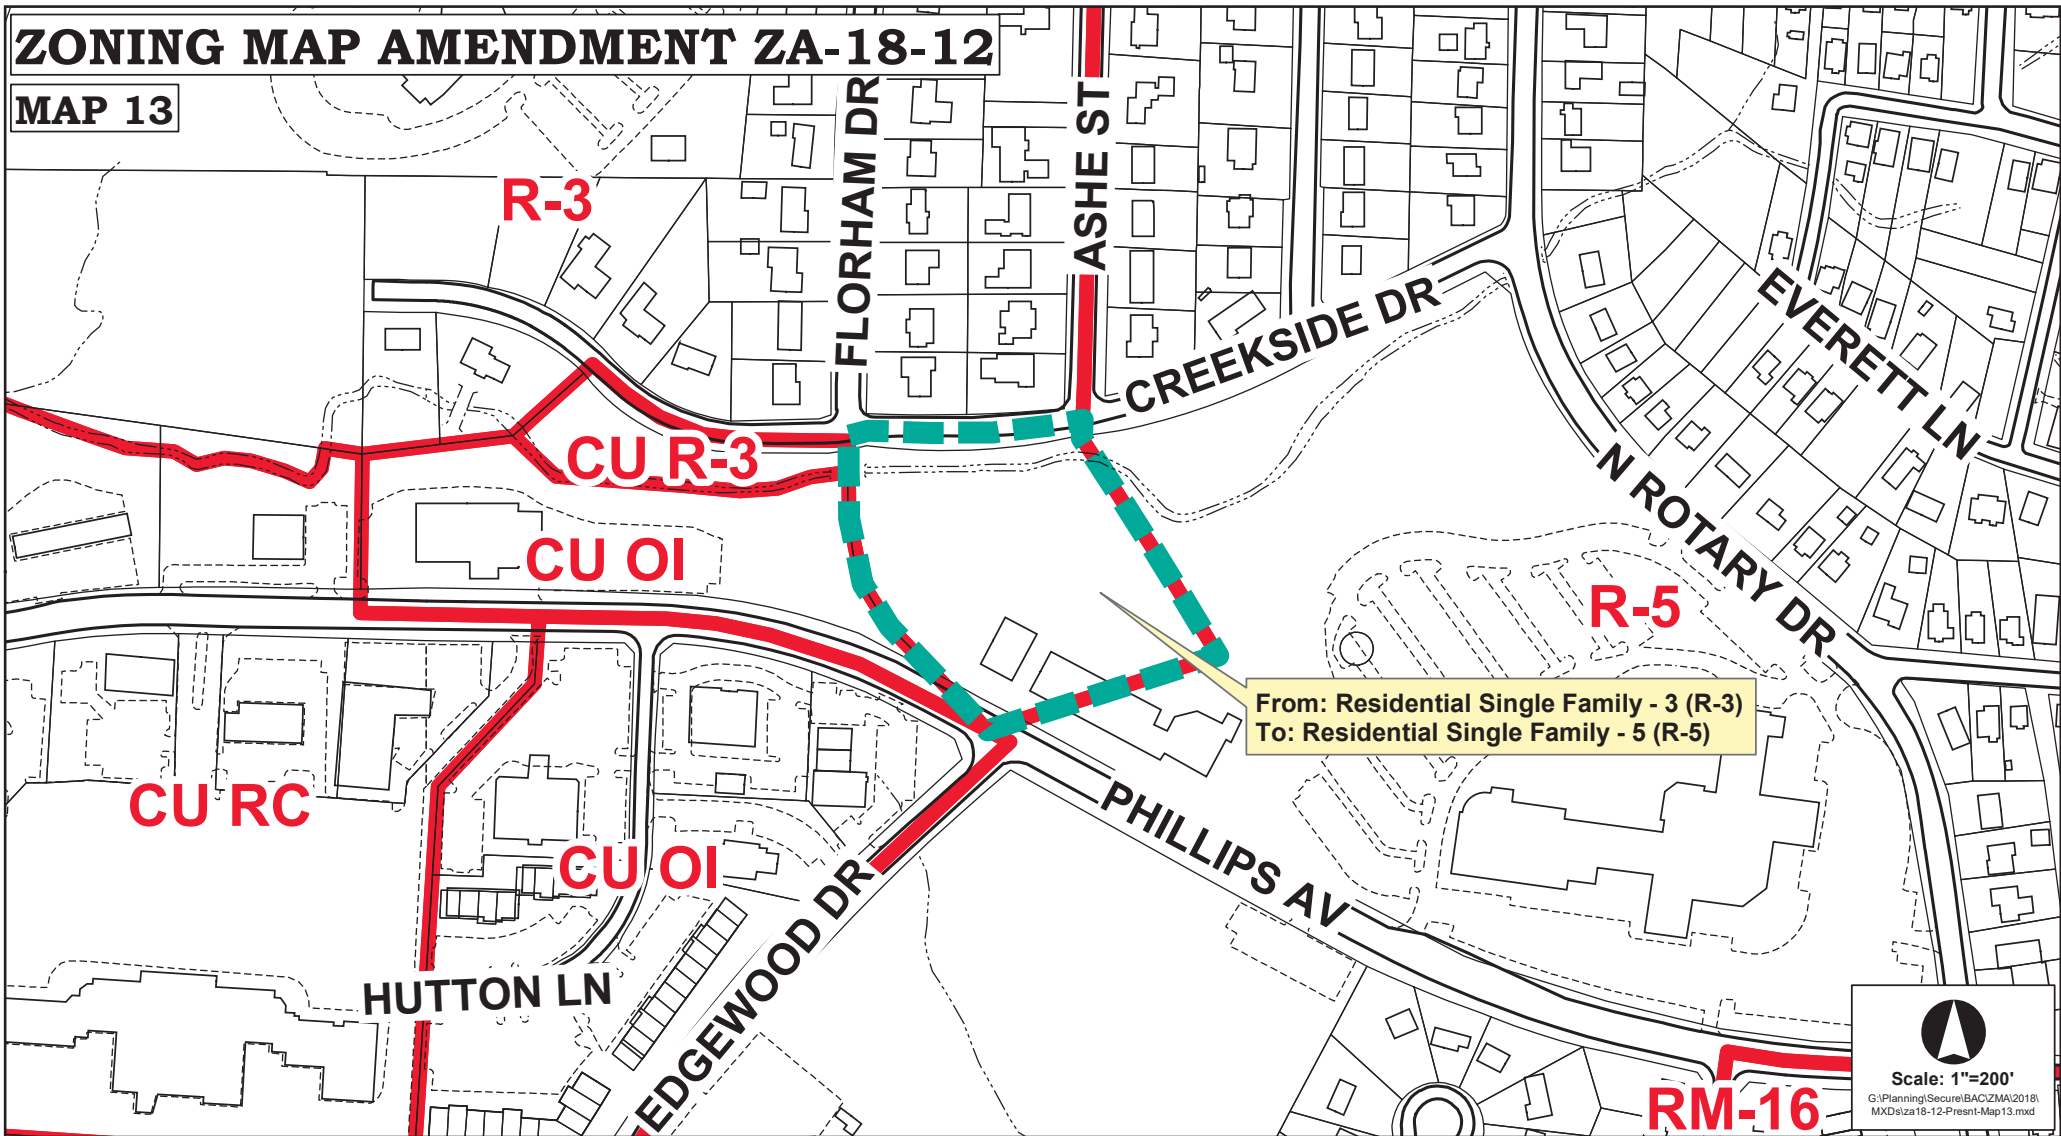 ZONING MAP AMENDMENT ZA-18-12
MAP 13
R-3
FLORHAM DR
ASHE ST
CREEKSIDE DR
EVERETT LN
N ROTARY DR
CU R-3
CU OI
R-5
From: Residential Single Family - 3 (R-3)
To: Residential Single Family - 5 (R-5)
CU RC
CU OI
PHILLIPS AV
HUTTON LN
EDGEWOOD DR
RM-16
Scale: 1"=200'
G:\Planning\Secure\BAC\ZMA\2018\
MXDs\za18-12-Presnt-Map13.mxd